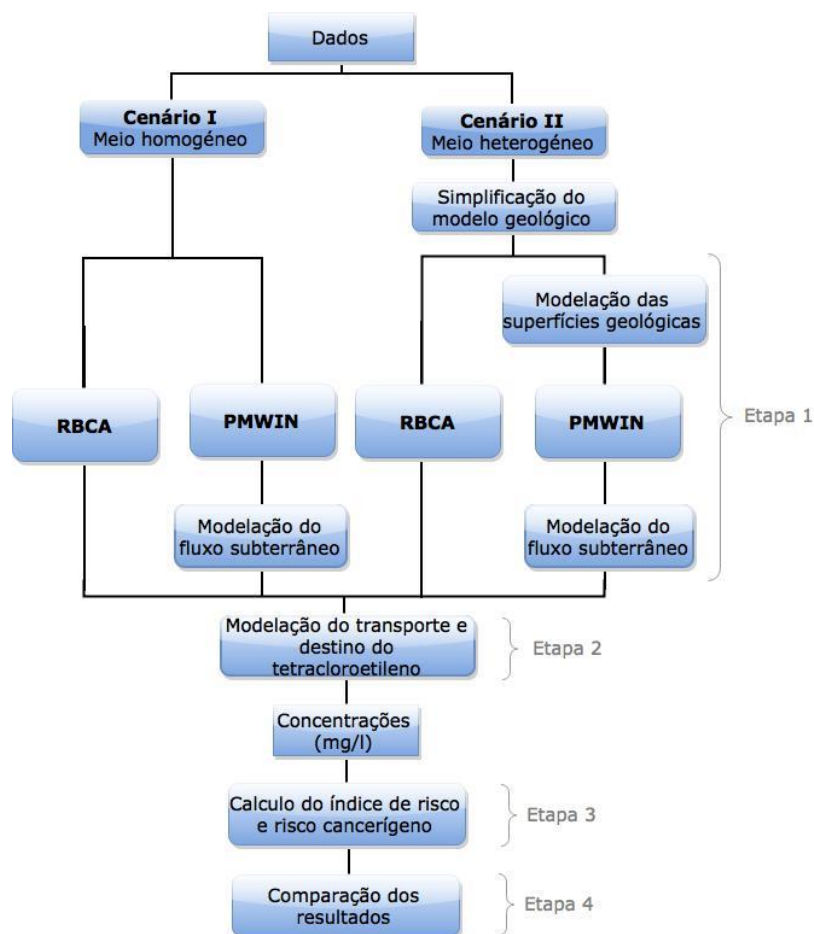 Dados
Cenário I
Meio homogéneo
Cenário II
Meio heterogéneo
Simplificação do
modelo geológico
Modelação das
superfícies geológicas
RBCA
PMWIN
RBCA
PMWIN
Etapa 1
Modelação do
fluxo subterrâneo
Modelação do
fluxo subterrâneo
Modelação do transporte e
destino do
tetracloroetileno
Etapa 2
Concentrações
(mg/l)
Calculo do índice de risco
e risco cancerígeno
Etapa 3
Comparação dos
resultados
Etapa 4